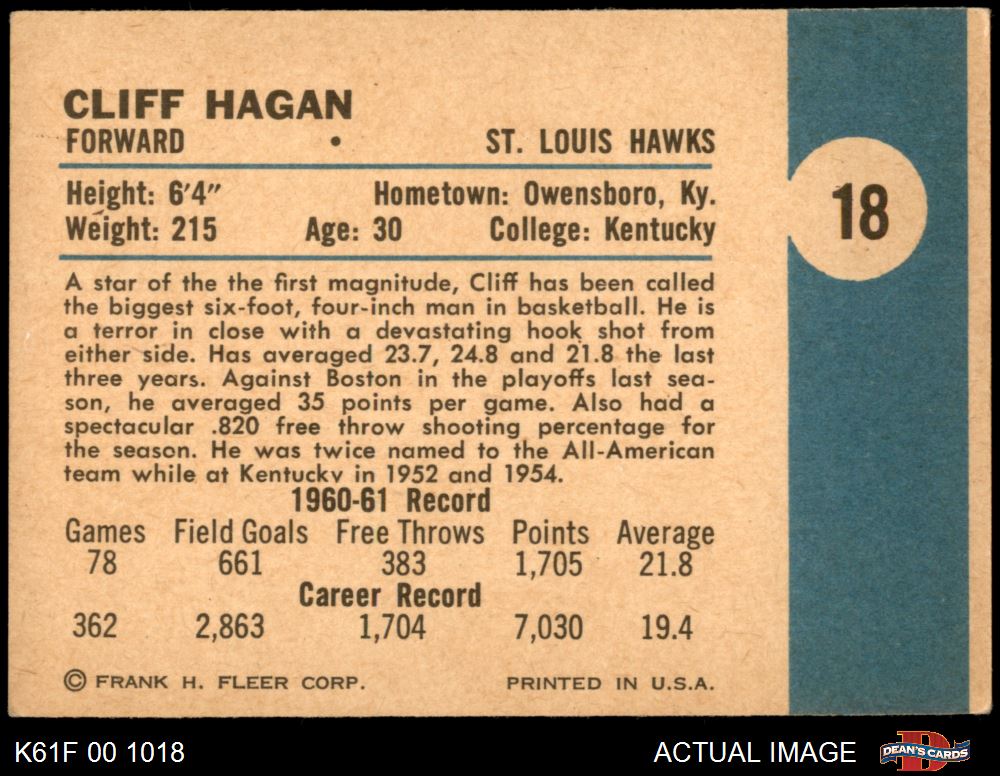 CLIFF HAGAN
FORWARD • ST. LOUIS HAWKS
Height: 6'4" Hometown: Owensboro, Ky.
Weight: 215 Age: 30 College: Kentucky
18
A star of the the first magnitude, Cliff has been called
the biggest six-foot, four-inch man in basketball. He is
a terror in close with a devastating hook shot from
either side. Has averaged 23.7, 24.8 and 21.8 the last
three years. Against Boston in the playoffs last sea-
son, he averaged 35 points per game. Also had a
spectacular .820 free throw shooting percentage for
the season. He was twice named to the All-American
team while at Kentucky in 1952 and 1954.
1960-61 Record
Games Field Goals Free Throws Points Average
78 661 383 1,705 21.8
Career Record
362 2,863 1,704 7,030 19.4
© FRANK H. FLEER CORP. PRINTED IN U.S.A.
K61F 00 1018 ACTUAL IMAGE D DEAN'S CARDS